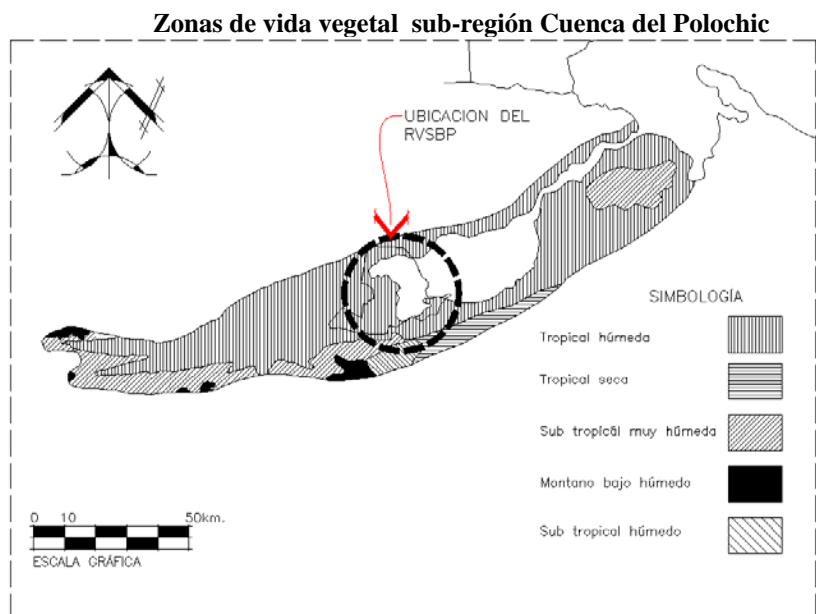 Zonas de vida vegetal sub-región Cuenca del Polochic
UBICACION DEL
RVSBP
SIMBOLOGÍA
Tropical húmeda
Tropical seca
Sub tropicăl muy húmeda
Montano bajo húmedo
Sub tropical húmedo
0 10 50km.
ESCALA GRÁFICA